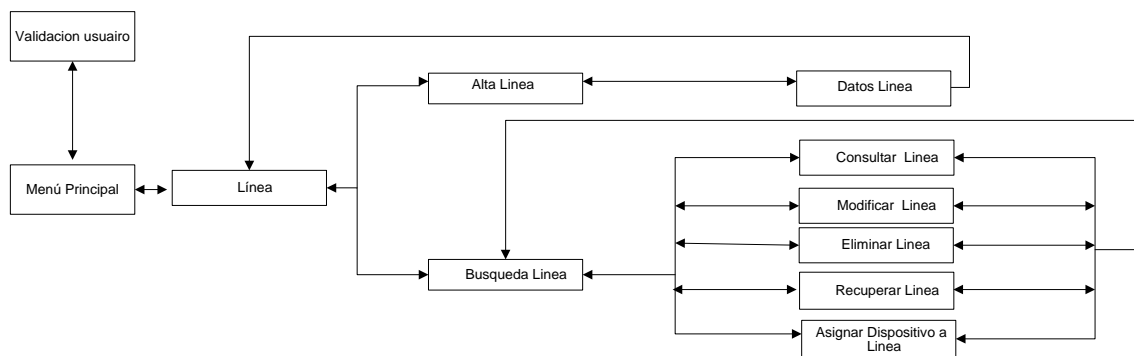 Validacion usuairo
Alta Linea
Datos Linea
Menú Principal
Línea
Consultar Linea
Modificar Linea
Eliminar Linea
Busqueda Linea
Recuperar Linea
Asignar Dispositivo a
Linea